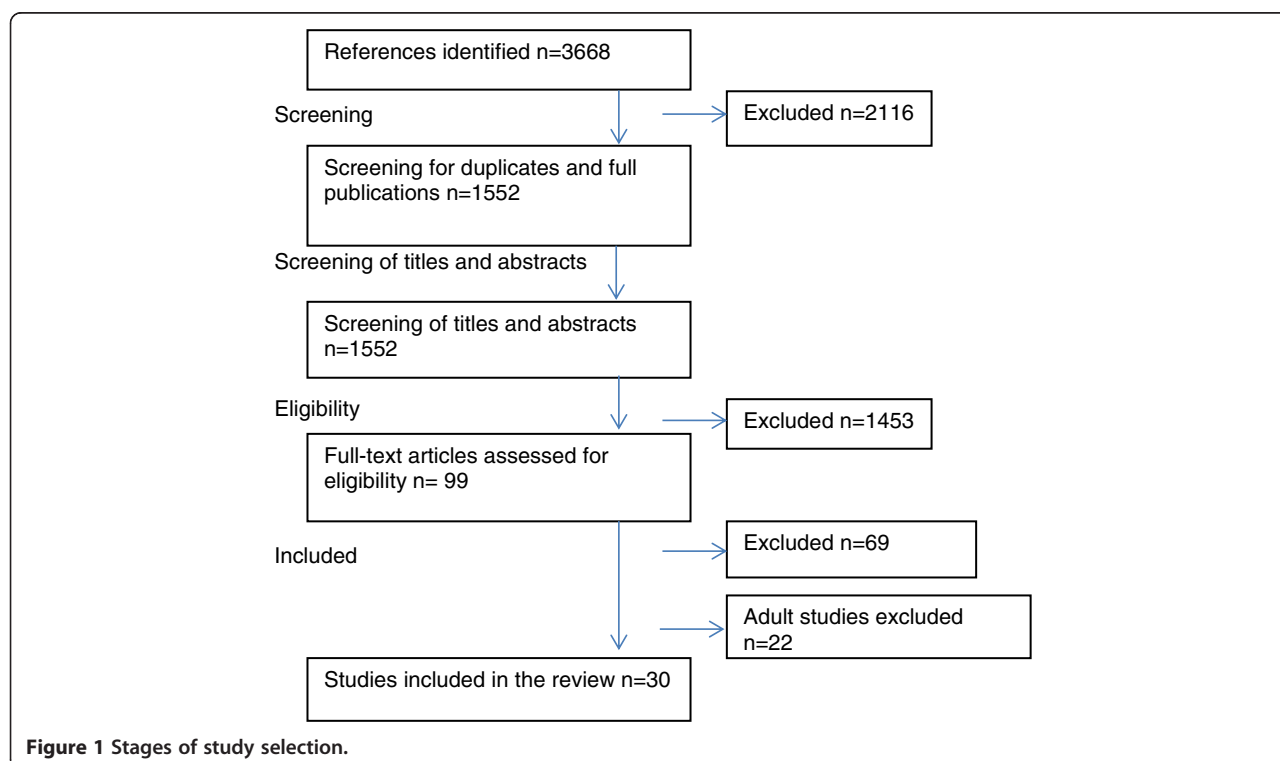 References identified n=3668
Screening
Excluded n=2116
Screening for duplicates and full
publications n=1552
Screening of titles and abstracts
Screening of titles and abstracts
n=1552
Eligibility
Excluded n=1453
Full-text articles assessed for
eligibility n= 99
Included
Excluded n=69
Adult studies excluded
n=22
Studies included in the review n=30
Figure 1 Stages of study selection.